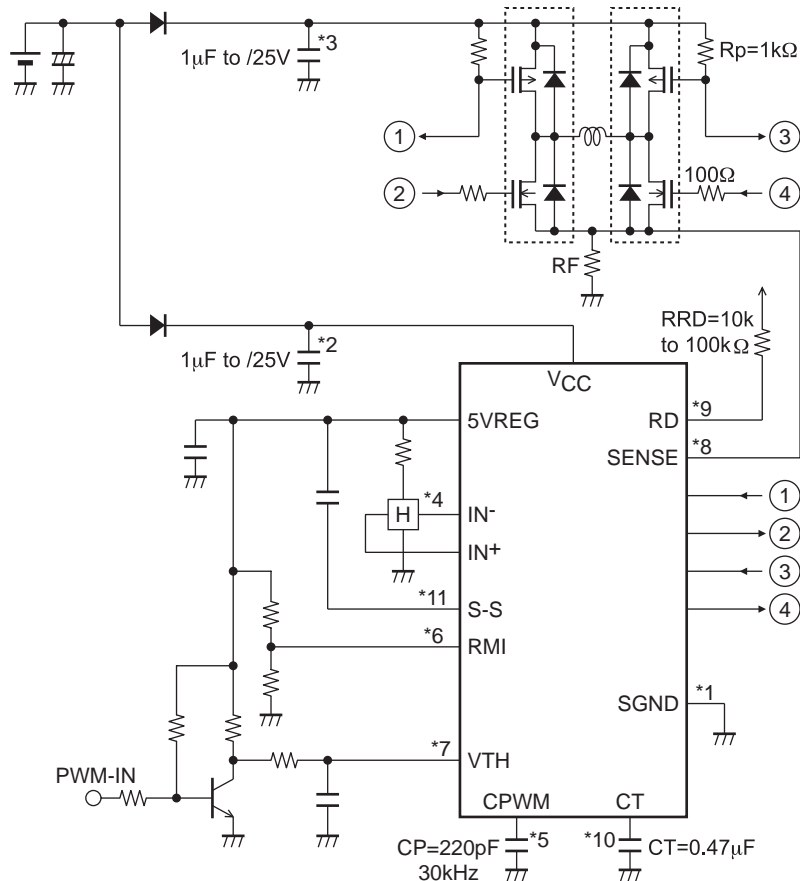 *3
1μF to /25V
Rp=1kΩ
1
3
100Ω
2
4
RF
RRD=10k
to 100kΩ
*2
1μF to /25V
VCC
5VREG
RD
*9
SENSE
*8
*4
IN-
H
1
IN+
2
3
*11
S-S
4
*6
RMI
SGND
*1
*7
VTH
PWM-IN
CPWM
CT
CP=220pF
*5
*10
CT=0.47μF
30kHz